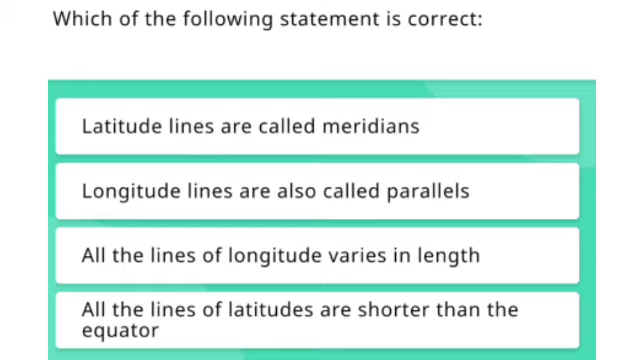 Which of the following statement is correct:
Latitude lines are called meridians
Longitude lines are also called parallels
All the lines of longitude varies in length
All the lines of latitudes are shorter than the
equator